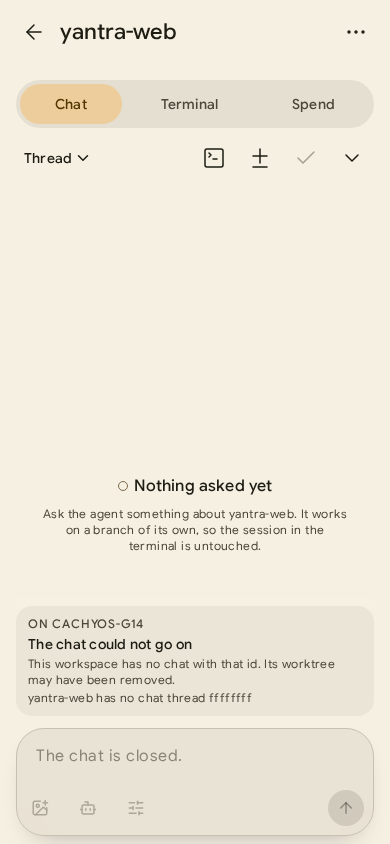 yantra-web
Chat
Terminal
Spend
Thread
Nothing asked yet
Ask the agent something about yantra-web. It works
on a branch of its own, so the session in the
terminal is untouched.
ON CACHYOS-G14
The chat could not go on
This workspace has no chat with that id. Its worktree
may have been removed.
yantra-web has no chat thread ffffffff
The chat is closed.